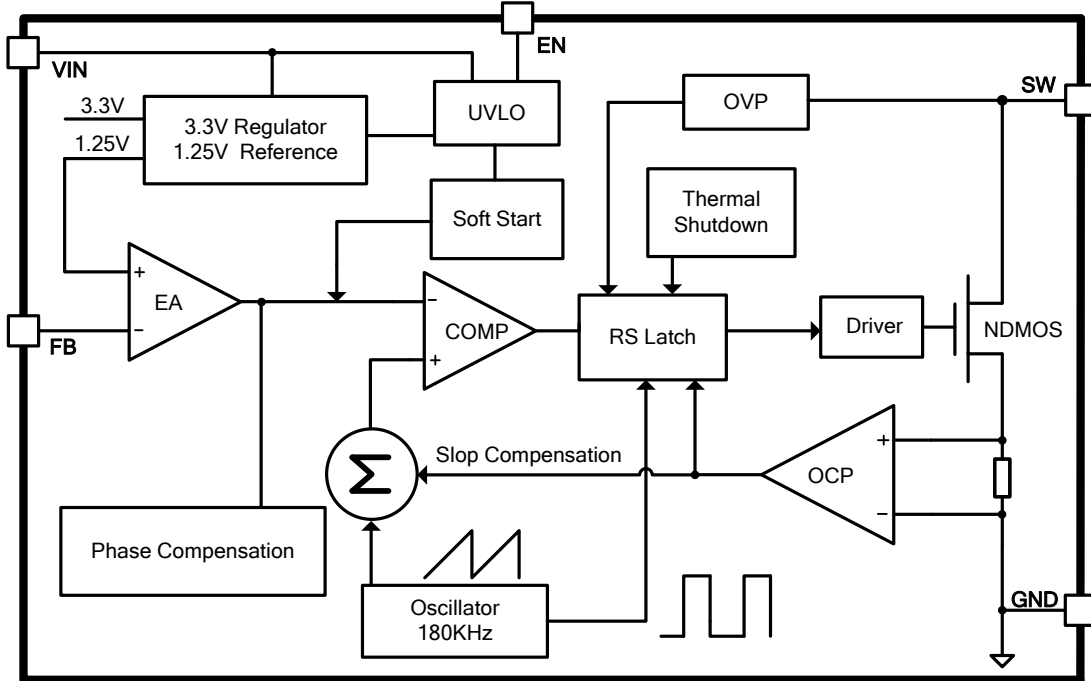 EN
VIN
SW
OVP
UVLO
3.3V
3.3V Regulator
1.25V Reference
1.25V
Soft Start
Thermal
Shutdown
+
EA
−
FB
−
COMP
+
RS Latch
Driver
NDMOS
Slop Compensation
Σ
+
OCP
−
Phase Compensation
Oscillator
180KHz
GND